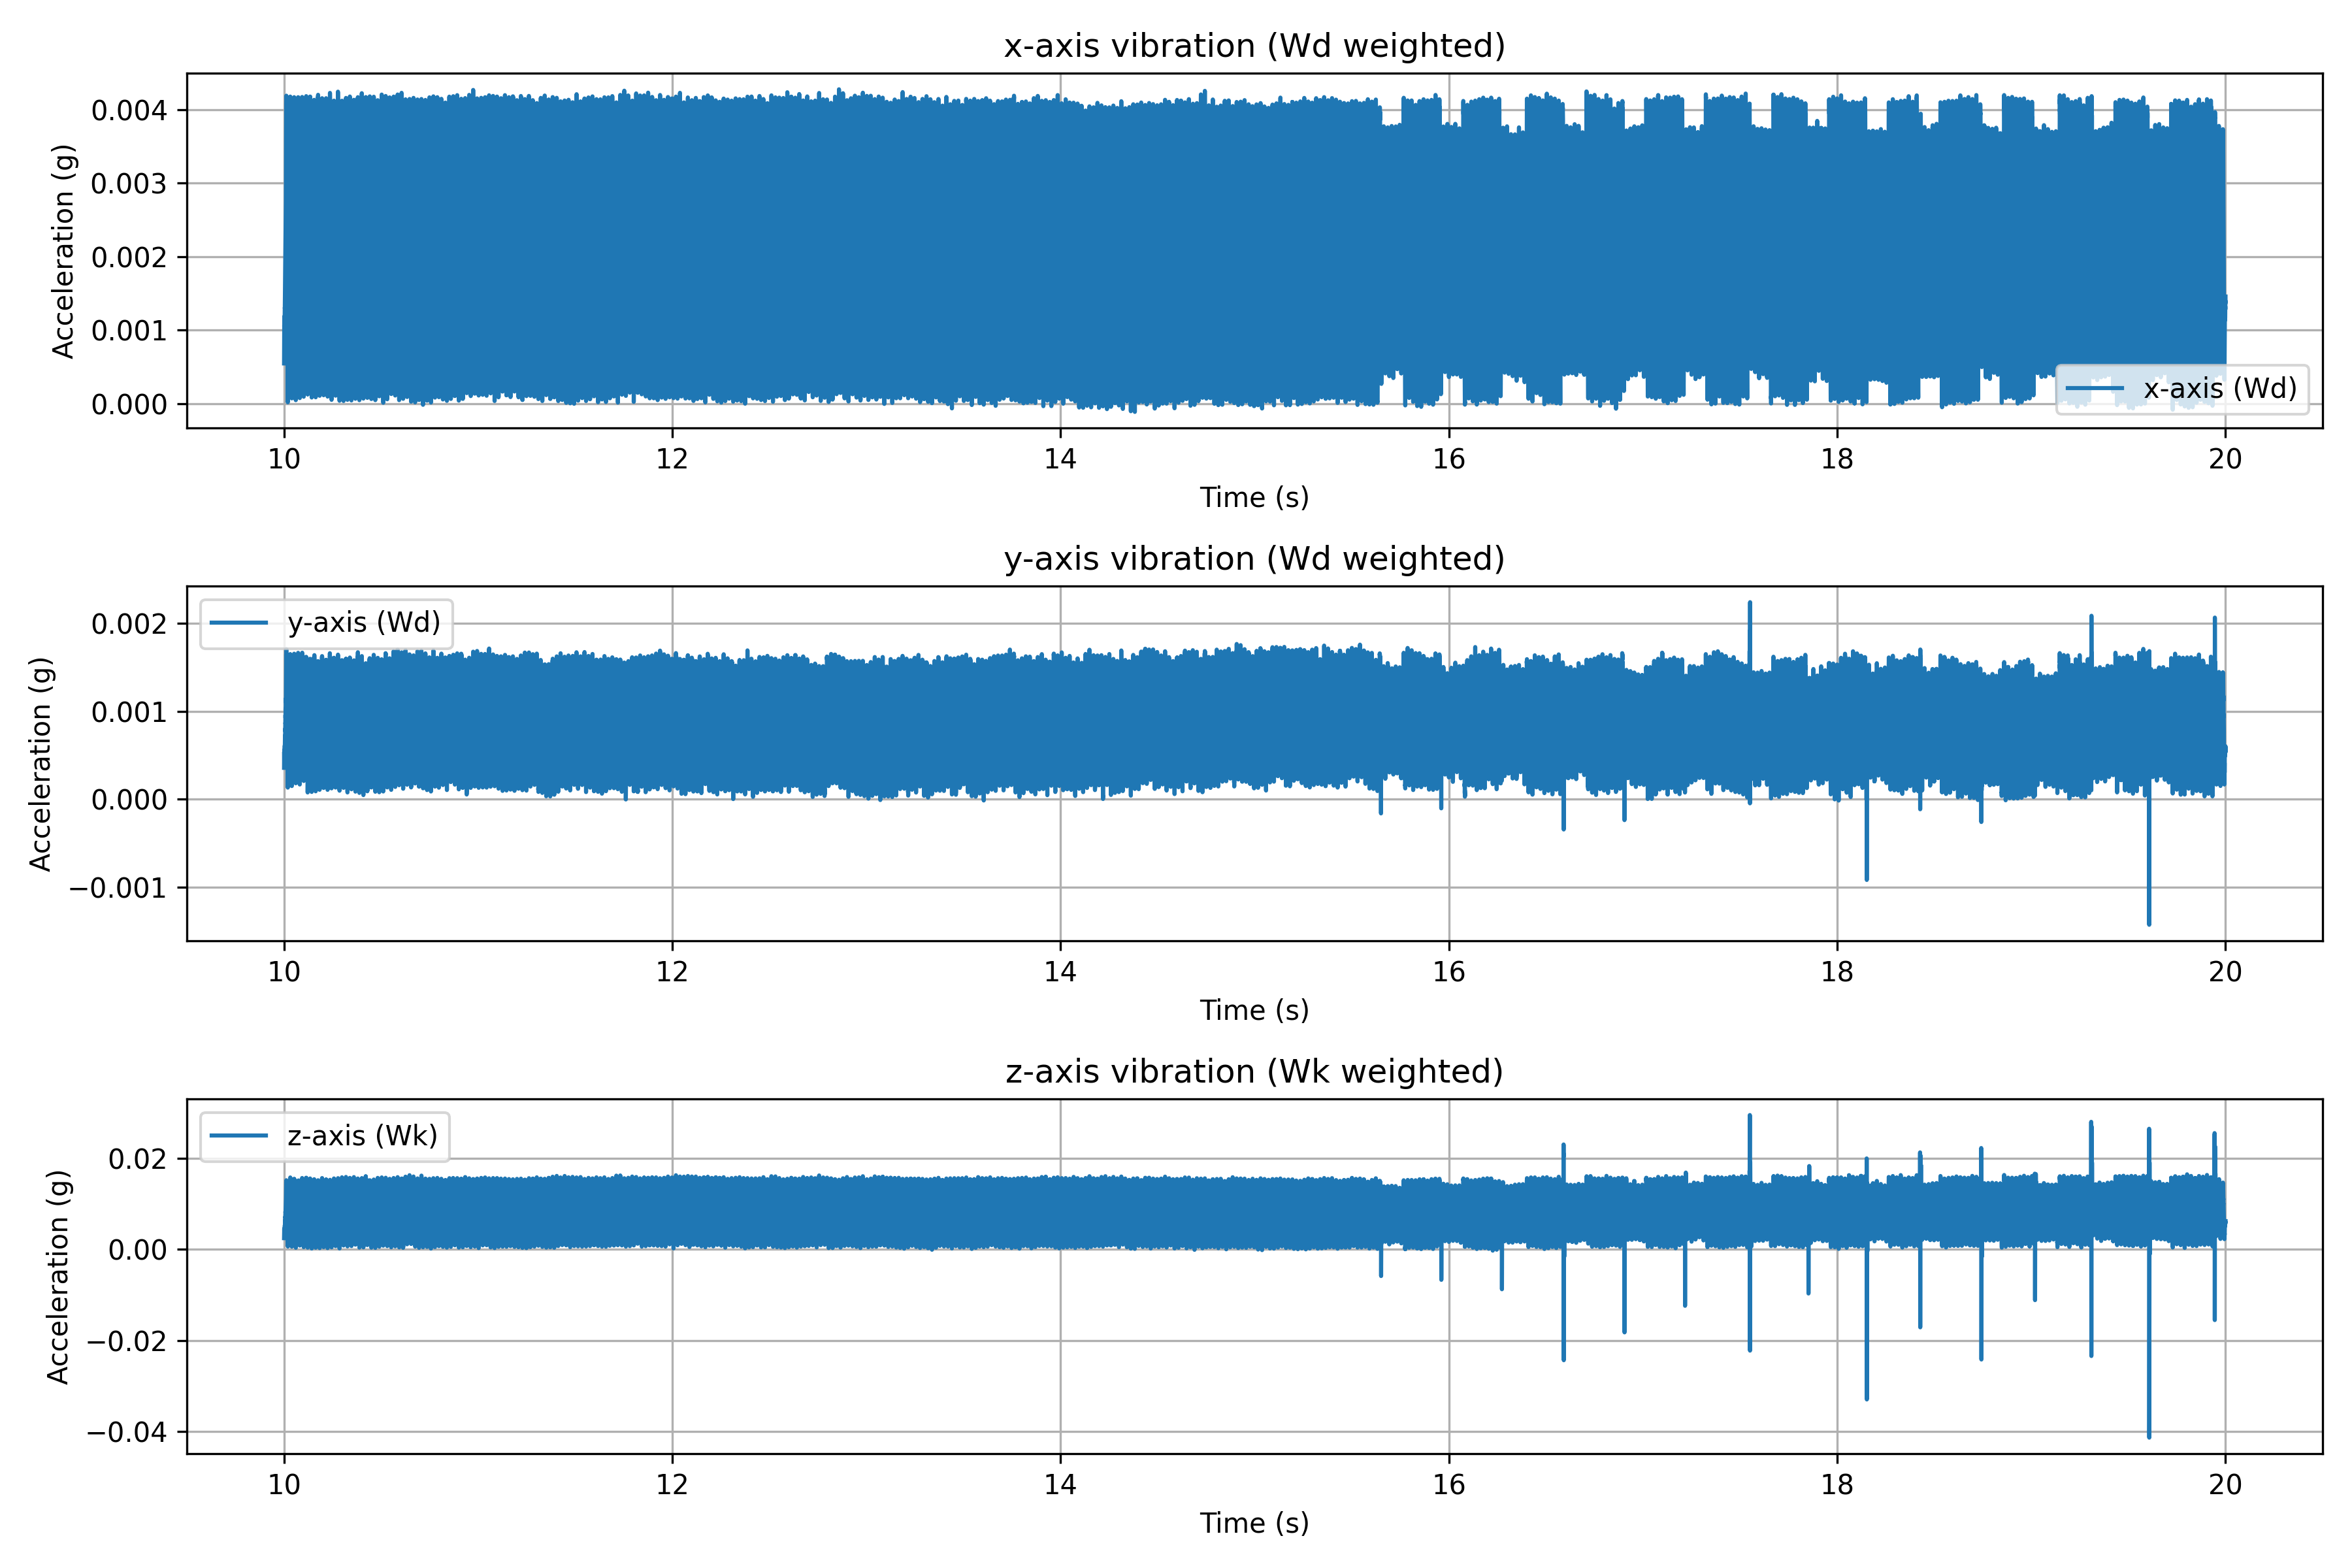 x-axis vibration (Wd weighted)
Acceleration (g)
0.004
0.003
0.002
0.001
0.000
x-axis (Wd)
10 12 14 16 18 20
Time (s)
y-axis vibration (Wd weighted)
Acceleration (g)
0.002
0.001
0.000
−0.001
y-axis (Wd)
10 12 14 16 18 20
Time (s)
z-axis vibration (Wk weighted)
Acceleration (g)
0.02
0.00
−0.02
−0.04
z-axis (Wk)
10 12 14 16 18 20
Time (s)